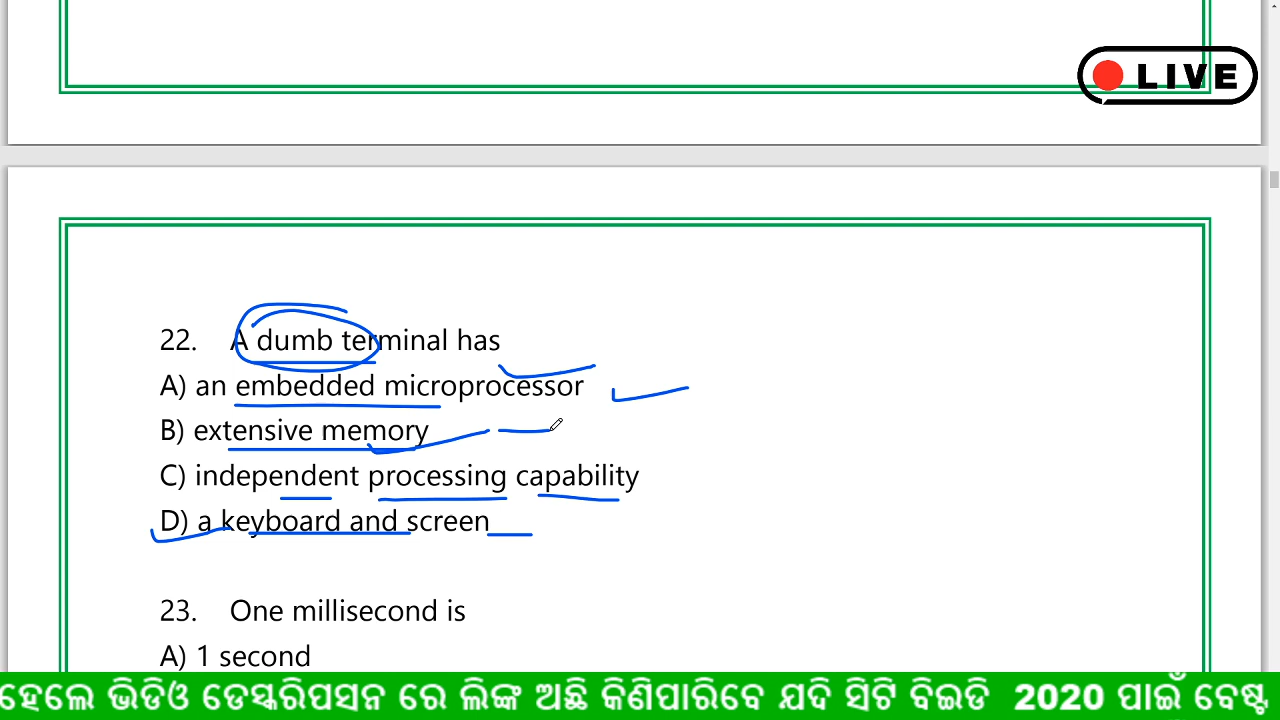 LIVE
22. A dumb terminal has
A) an embedded microprocessor
B) extensive memory
C) independent processing capability
D) a keyboard and screen
23. One millisecond is
A) 1 second
ହେଲେ ଭିଡିଓ ଡେସ୍କରିପସନ ରେ ଲିଙ୍କ ଅଛି କିଣିପାରିବେ ଯଦି ସିଟି ବିଇଡି 2020 ପାଇଁ ବେଷ୍ଟ